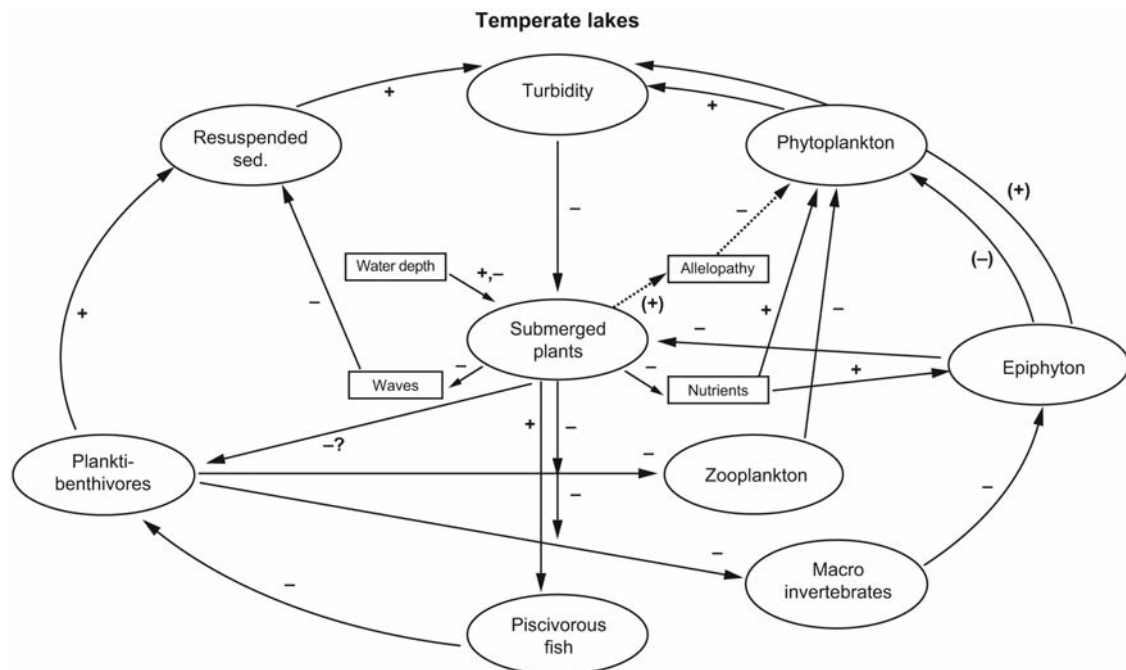 Temperate lakes
Turbidity
+
+
Resuspended
sed.
Phytoplankton
(+)
–
–
(–)
Water depth
+,–
Allelopathy
(+)
+
–
+
–
Submerged
plants
–
–
–
Epiphyton
Waves
Nutrients
+
+
–
–?
Plankti-
benthivores
–
Zooplankton
–
–
–
Macro
invertebrates
–
Piscivorous
fish